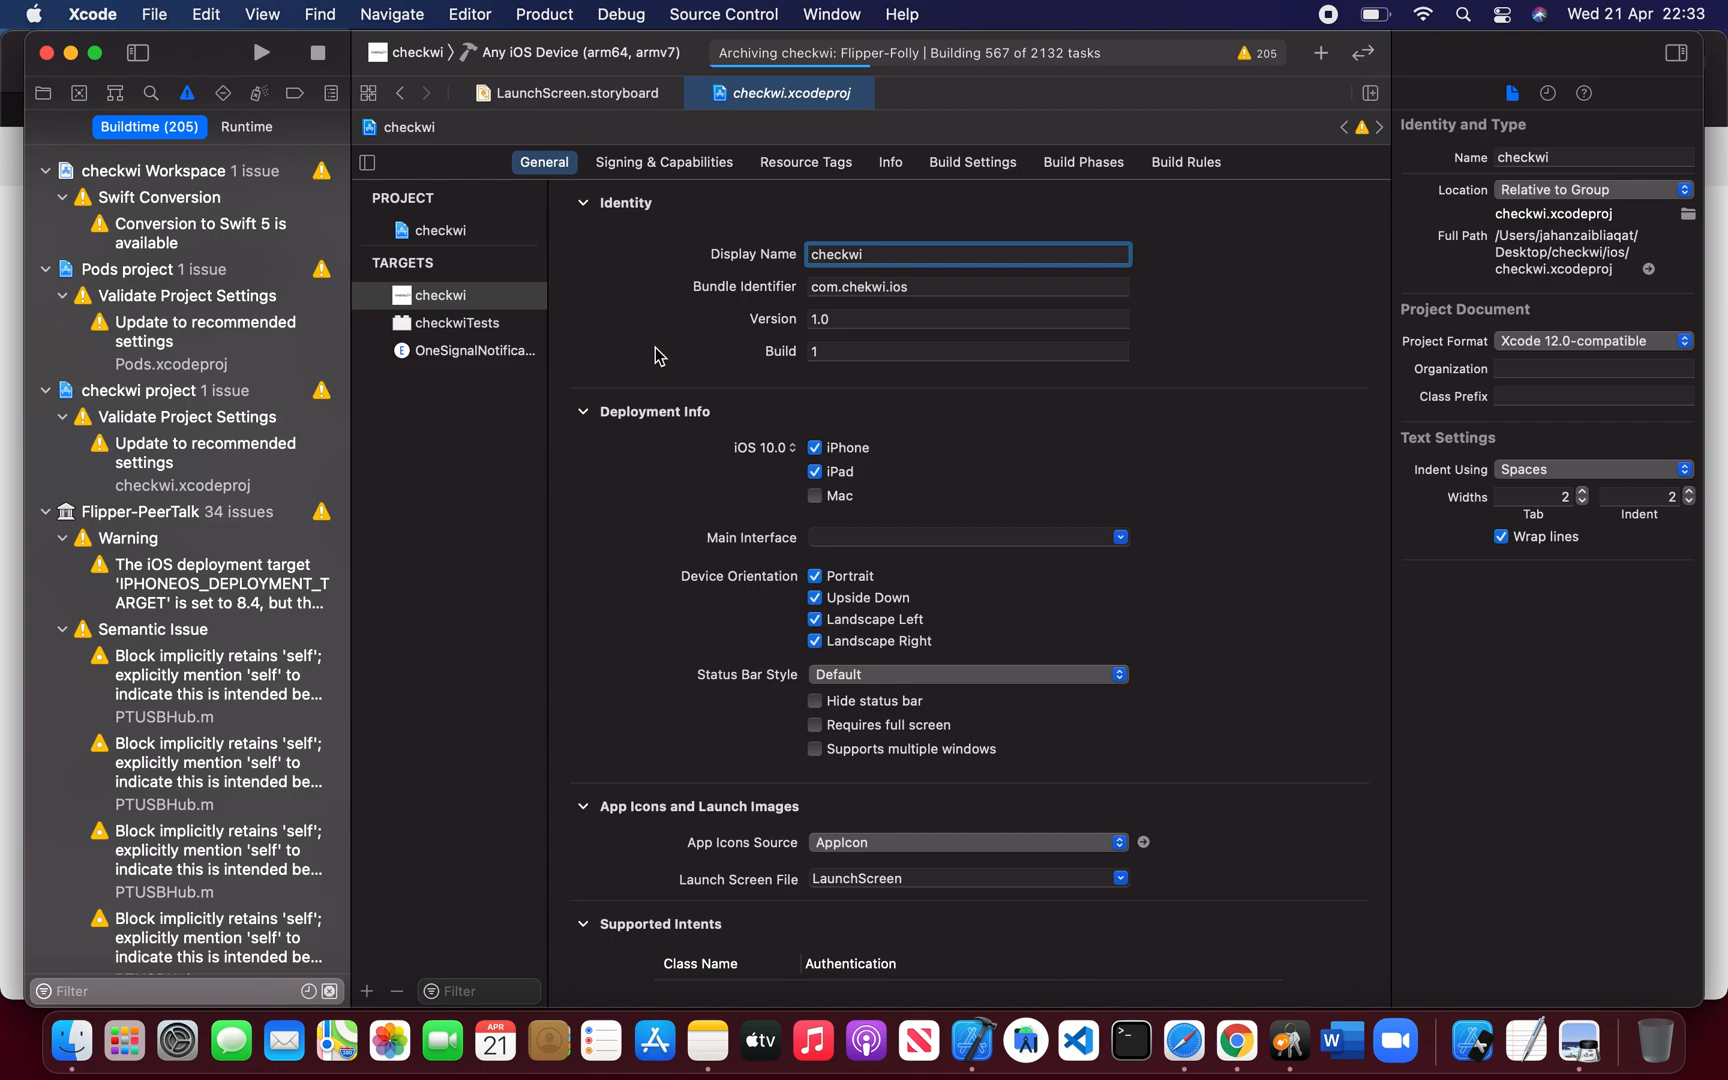 Xcode File Edit View Find Navigate Editor Product Debug Source Control Window Help Wed 21 Apr 22:33
checkwi Any iOS Device (arm64, armv7) Archiving checkwi: Flipper-Folly | Building 567 of 2132 tasks 205
LaunchScreen.storyboard checkwi.xcodeproj
Buildtime (205) Runtime
checkwi Workspace 1 issue
Swift Conversion
Conversion to Swift 5 is
available
Pods project 1 issue
Validate Project Settings
Update to recommended
settings
Pods.xcodeproj
checkwi project 1 issue
Validate Project Settings
Update to recommended
settings
checkwi.xcodeproj
Flipper-PeerTalk 34 issues
Warning
The iOS deployment target
'IPHONEOS_DEPLOYMENT_T
ARGET' is set to 8.4, but th...
Semantic Issue
Block implicitly retains 'self';
explicitly mention 'self' to
indicate this is intended be...
PTUSBHub.m
Block implicitly retains 'self';
explicitly mention 'self' to
indicate this is intended be...
PTUSBHub.m
Block implicitly retains 'self';
explicitly mention 'self' to
indicate this is intended be...
PTUSBHub.m
Block implicitly retains 'self';
explicitly mention 'self' to
indicate this is intended be...
Filter
checkwi
General Signing & Capabilities Resource Tags Info Build Settings Build Phases Build Rules
PROJECT
checkwi
TARGETS
checkwi
checkwiTests
OneSignalNotifica...
Filter
Identity
Display Name checkwi
Bundle Identifier com.chekwi.ios
Version 1.0
Build 1
Deployment Info
iOS 10.0 iPhone
iPad
Mac
Main Interface
Device Orientation Portrait
Upside Down
Landscape Left
Landscape Right
Status Bar Style Default
Hide status bar
Requires full screen
Supports multiple windows
App Icons and Launch Images
App Icons Source AppIcon
Launch Screen File LaunchScreen
Supported Intents
Class Name Authentication
Identity and Type
Name checkwi
Location Relative to Group
checkwi.xcodeproj
Full Path /Users/jahanzaibliaqat/
Desktop/checkwi/ios/
checkwi.xcodeproj
Project Document
Project Format Xcode 12.0-compatible
Organization
Class Prefix
Text Settings
Indent Using Spaces
Widths 2 2
Tab Indent
Wrap lines
APR
21
tv
W